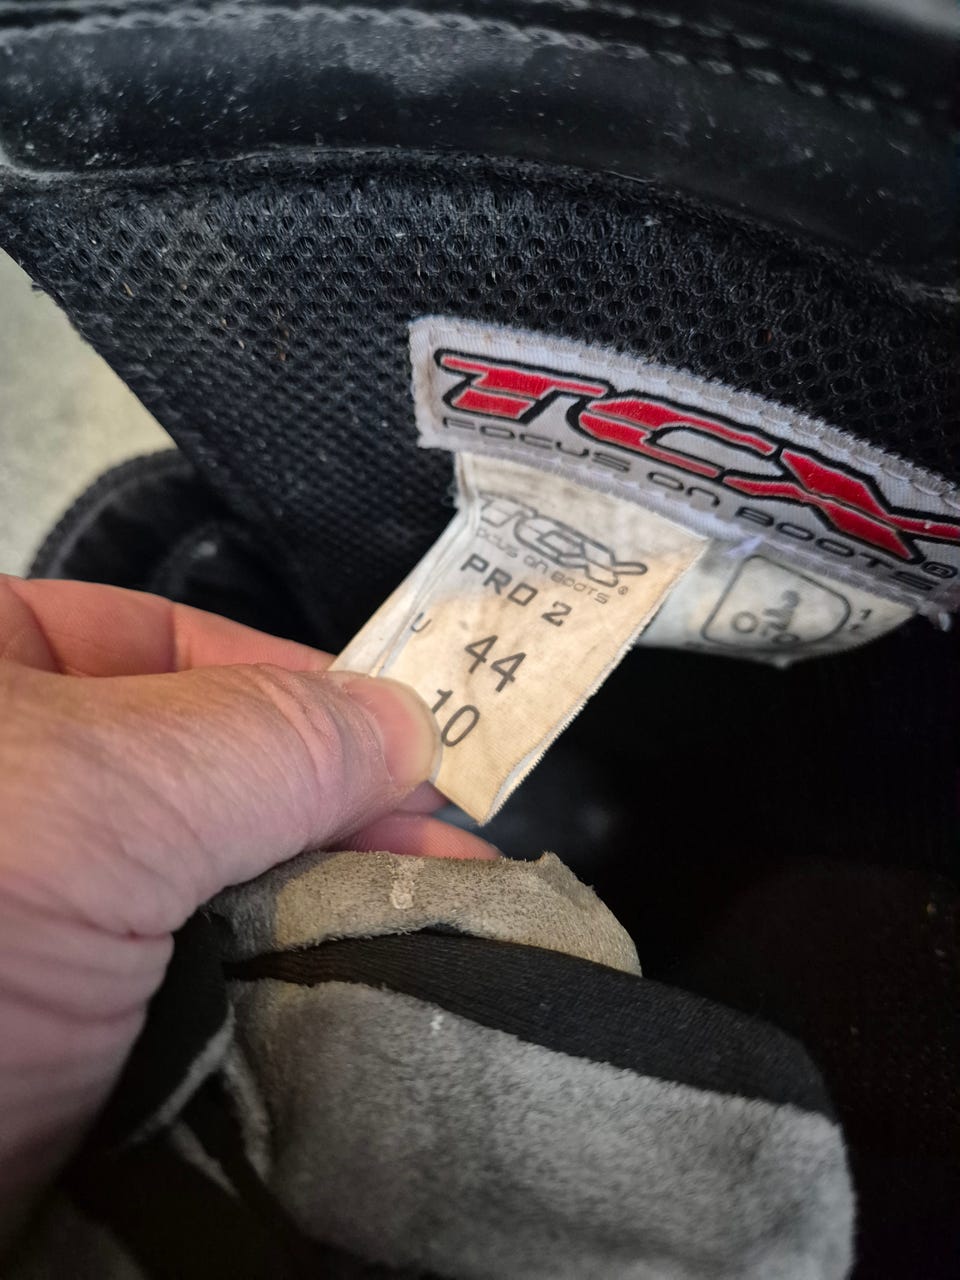 TCX®
FOCUS ON BOOTS
TCX
FOCUS ON BOOTS®
PRO 2
U 44
10